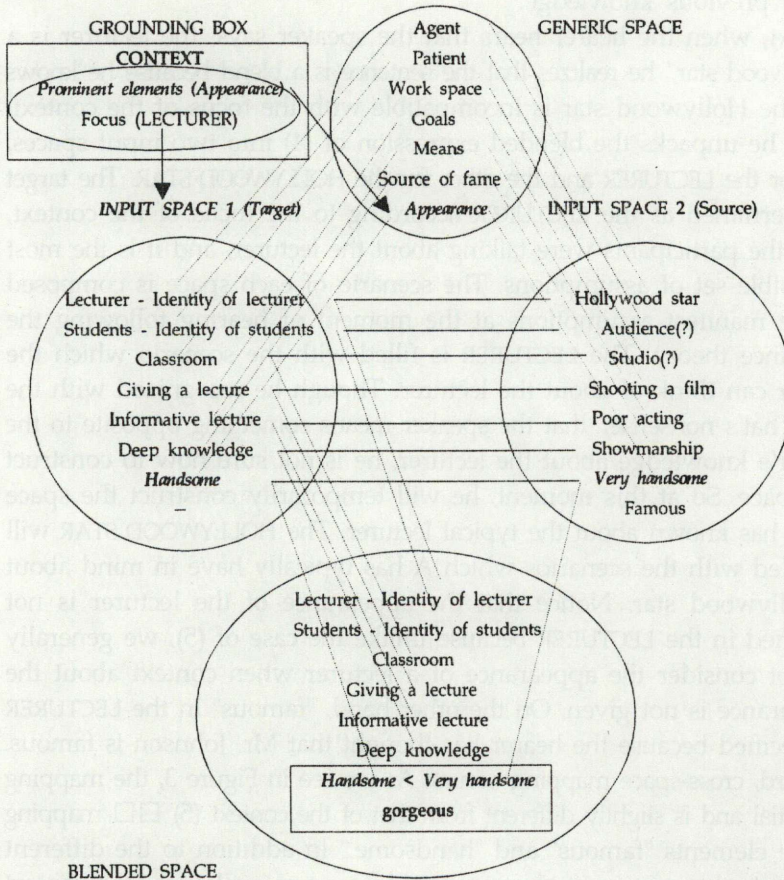 GROUNDING BOX
CONTEXT
Prominent elements (Appearance)
Focus (LECTURER)
GENERIC SPACE
Agent
Patient
Work space
Goals
Means
Source of fame
Appearance
INPUT SPACE 1 (Target)
INPUT SPACE 2 (Source)
Lecturer - Identity of lecturer
Students - Identity of students
Classroom
Giving a lecture
Informative lecture
Deep knowledge
Handsome
Hollywood star
Audience(?)
Studio(?)
Shooting a film
Poor acting
Showmanship
Very handsome
Famous
Lecturer - Identity of lecturer
Students - Identity of students
Classroom
Giving a lecture
Informative lecture
Deep knowledge
Handsome < Very handsome
gorgeous
BLENDED SPACE